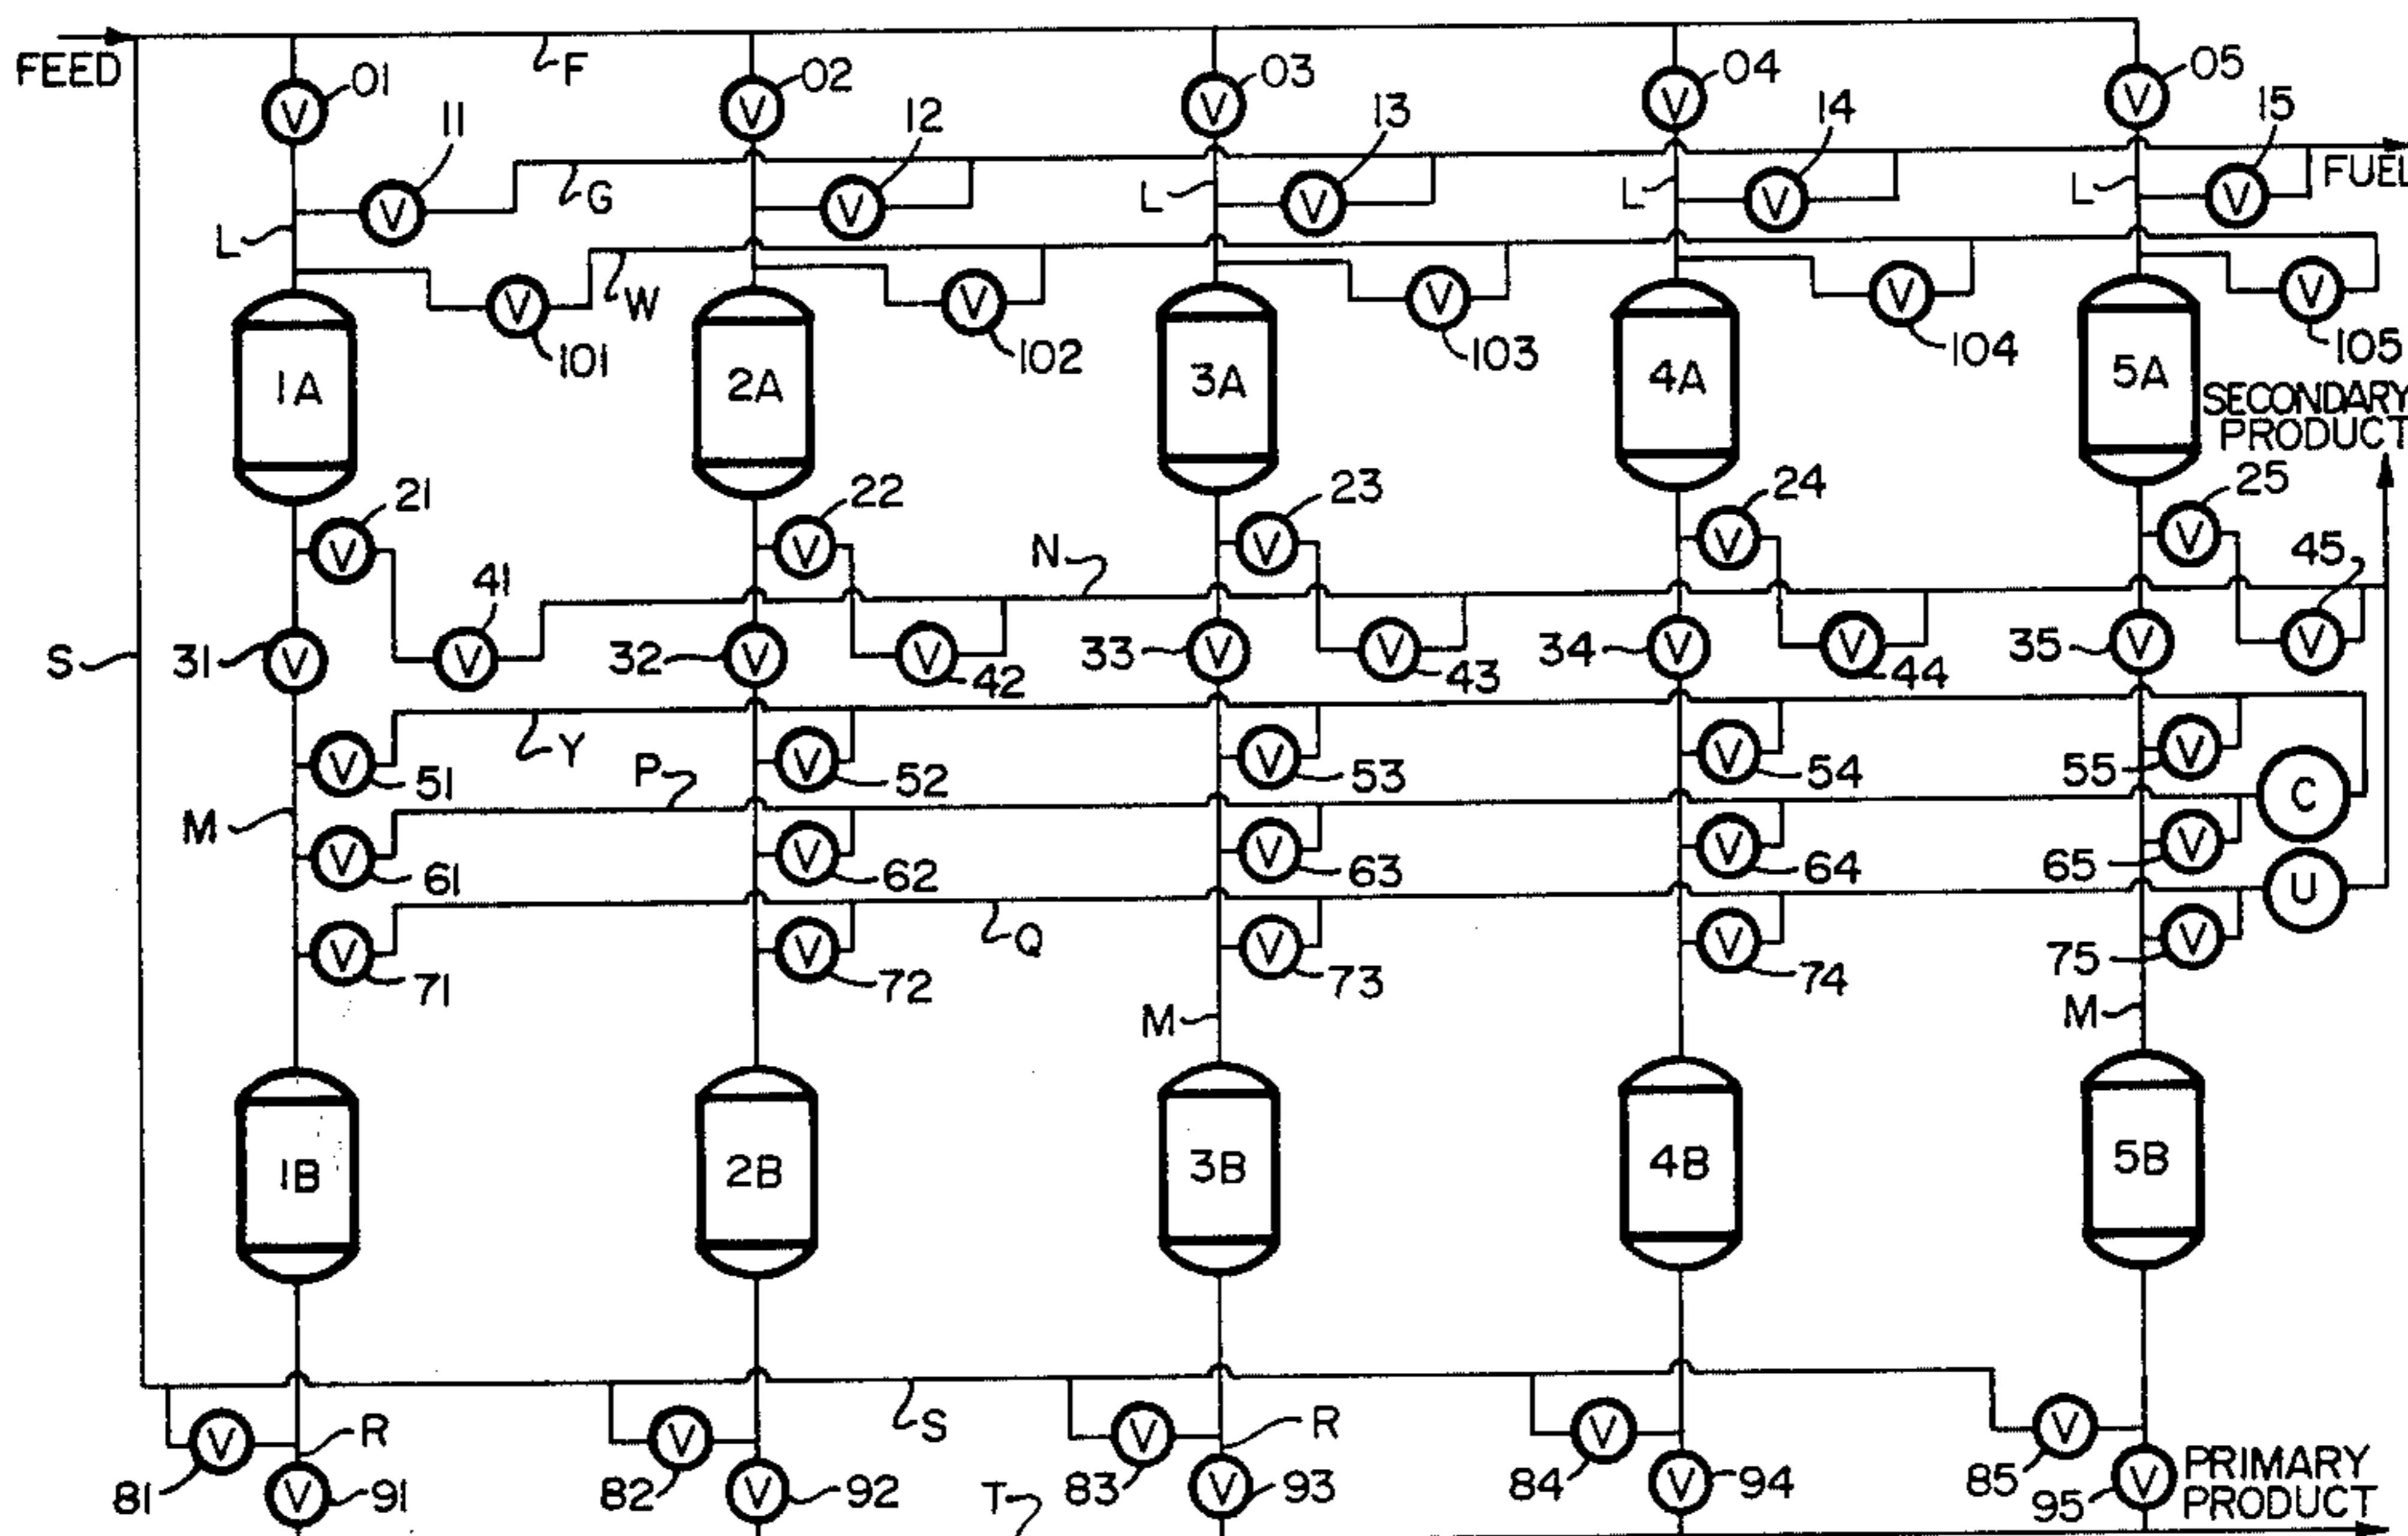 FEED
F
01
02
03
04
05
11
12
13
14
15
V V V V V
V V V V V
FUEL
G
L
L
L
L
W
V V V V V
101
102
103
104
105
1A
2A
3A
4A
5A
SECONDARY
PRODUCT
21
22
23
24
25
V V V V V
41
N
45
S
31
V V V V V
32
33
34
35
V V V V V
42
43
44
Y
P
V V V V V
51
52
53
54
55
C
M
V V V V V
61
62
63
64
65
U
Q
V V V V V
71
72
73
74
75
M
M
1B
2B
3B
4B
5B
S
R
R
V V V V V
81
82
83
84
85
V V V V V
91
92
93
94
95
T
PRIMARY
PRODUCT